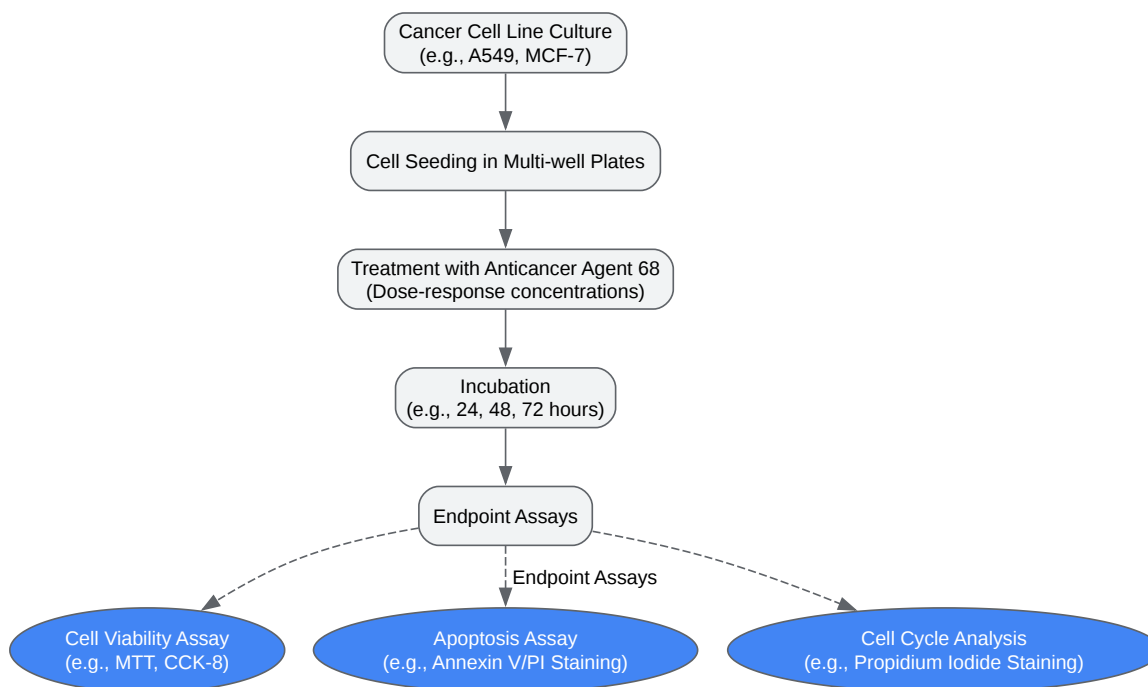 Cancer Cell Line Culture
(e.g., A549, MCF-7)
Cell Seeding in Multi-well Plates
Treatment with Anticancer Agent 68
(Dose-response concentrations)
Incubation
(e.g., 24, 48, 72 hours)
Endpoint Assays
Endpoint Assays
Cell Viability Assay
(e.g., MTT, CCK-8)
Apoptosis Assay
(e.g., Annexin V/PI Staining)
Cell Cycle Analysis
(e.g., Propidium Iodide Staining)